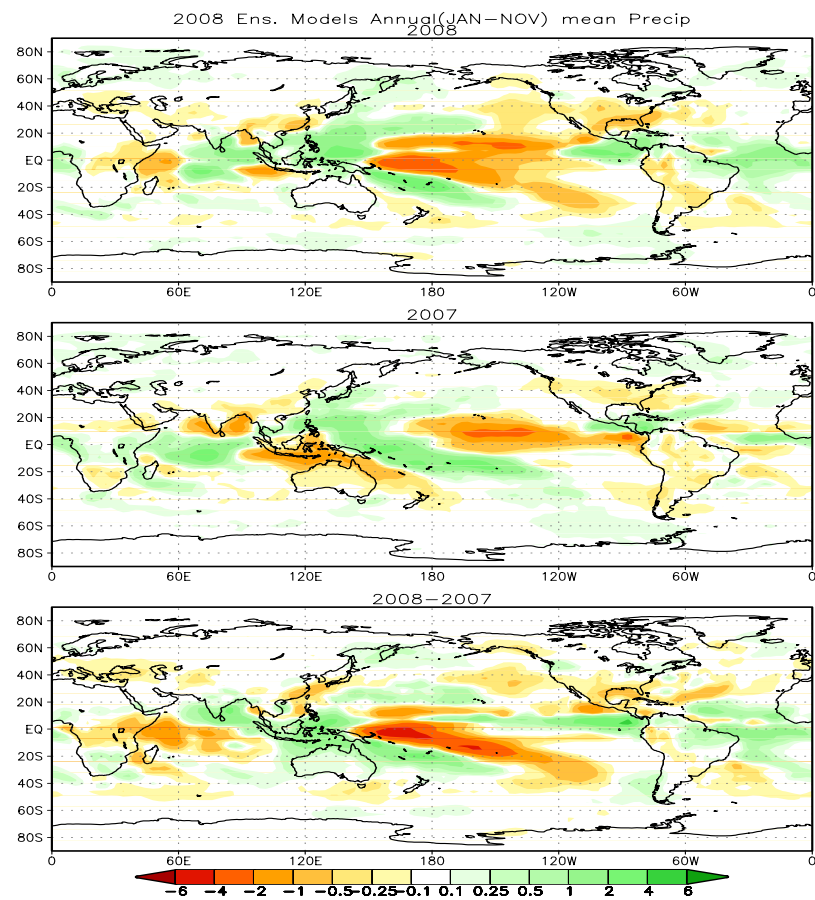 2008 Ens. Models Annual(JAN−NOV) mean Precip
2008
80N
60N
40N
20N
EQ
20S
40S
60S
80S
0 60E 120E 180 120W 60W 0
2007
80N
60N
40N
20N
EQ
20S
40S
60S
80S
0 60E 120E 180 120W 60W 0
2008−2007
80N
60N
40N
20N
EQ
20S
40S
60S
80S
0 60E 120E 180 120W 60W 0
−6 −4 −2 −1 −0.5 −0.25 −0.1 0.1 0.25 0.5 1 2 4 6